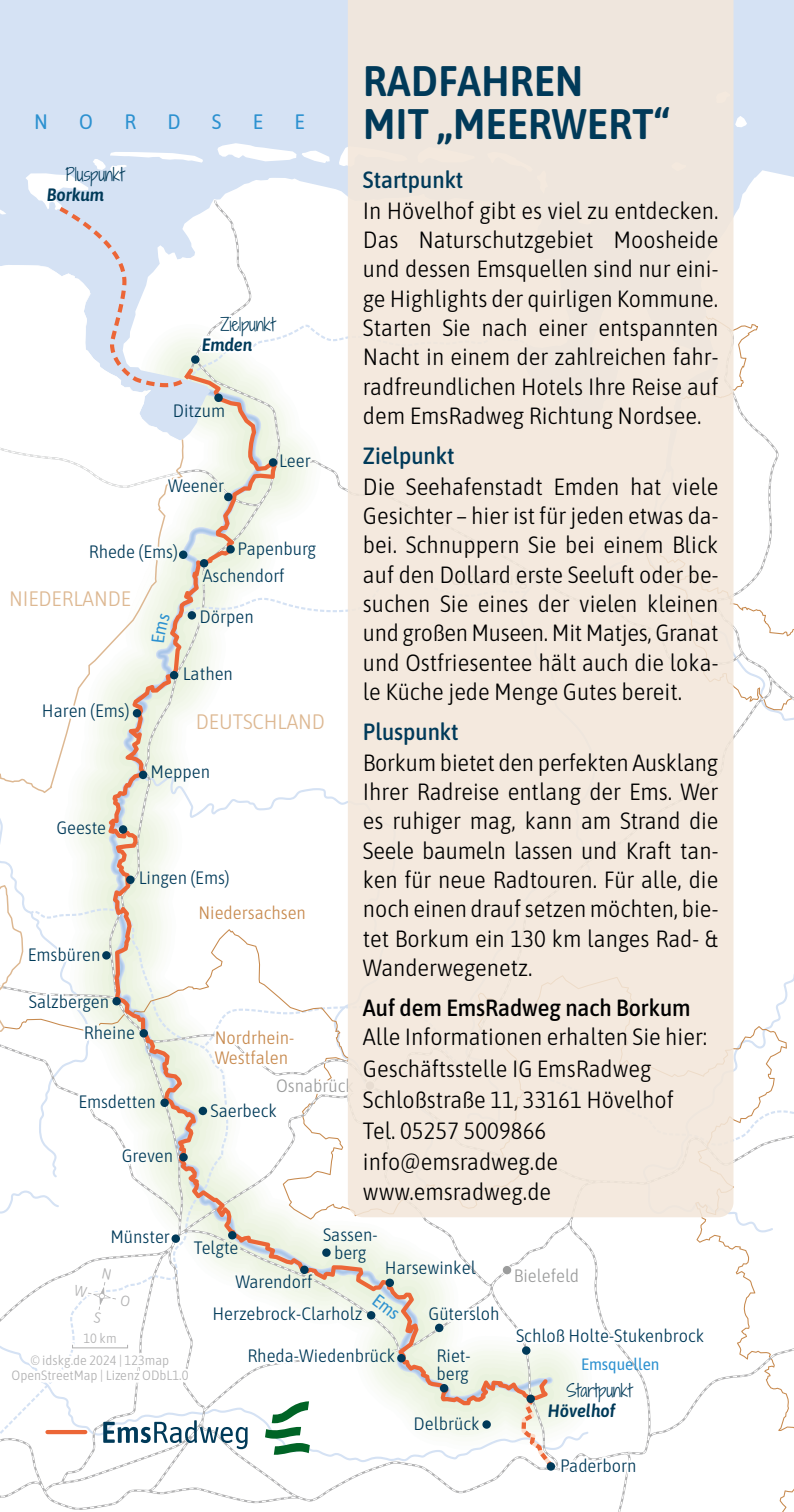 RADFAHREN
MIT „MEERWERT“
Startpunkt
In Hövelhof gibt es viel zu entdecken.
Das Naturschutzgebiet Moosheide
und dessen Emsquellen sind nur eini-
ge Highlights der quirligen Kommune.
Starten Sie nach einer entspannten
Nacht in einem der zahlreichen fahr-
radfreundlichen Hotels Ihre Reise auf
dem EmsRadweg Richtung Nordsee.
Zielpunkt
Die Seehafenstadt Emden hat viele
Gesichter – hier ist für jeden etwas da-
bei. Schnuppern Sie bei einem Blick
auf den Dollard erste Seeluft oder be-
suchen Sie eines der vielen kleinen
und großen Museen. Mit Matjes, Granat
und Ostfriesentee hält auch die loka-
le Küche jede Menge Gutes bereit.
Pluspunkt
Borkum bietet den perfekten Ausklang
Ihrer Radreise entlang der Ems. Wer
es ruhiger mag, kann am Strand die
Seele baumeln lassen und Kraft tan-
ken für neue Radtouren. Für alle, die
noch einen drauf setzen möchten, bie-
tet Borkum ein 130 km langes Rad- &
Wanderwegenetz.
Auf dem EmsRadweg nach Borkum
Alle Informationen erhalten Sie hier:
Geschäftsstelle IG EmsRadweg
Schloßstraße 11, 33161 Hövelhof
Tel. 05257 5009866
info@emsradweg.de
www.emsradweg.de
NORDSEE
Pluspunkt
Borkum
Zielpunkt
Emden
Ditzum
Leer
Weener
Rhede (Ems)
Papenburg
Aschendorf
NIEDERLANDE
Dörpen
Ems
Lathen
Haren (Ems)
DEUTSCHLAND
Meppen
Geeste
Lingen (Ems)
Niedersachsen
Emsbüren
Salzbergen
Rheine
Nordrhein-
Westfalen
Osnabrück
Emsdetten
Saerbeck
Greven
Münster
Telgte
Sassen-
berg
Warendorf
Harsewinkel
Bielefeld
Ems
Herzebrock-Clarholz
Gütersloh
Schloß Holte-Stukenbrock
Rheda-Wiedenbrück
Riet-
berg
Emsquellen
Startpunkt
Hövelhof
Delbrück
Paderborn
N
W
O
S
10 km
© idskg.de 2024 | 123map
OpenStreetMap | Lizenz ODbL1.0
EmsRadweg